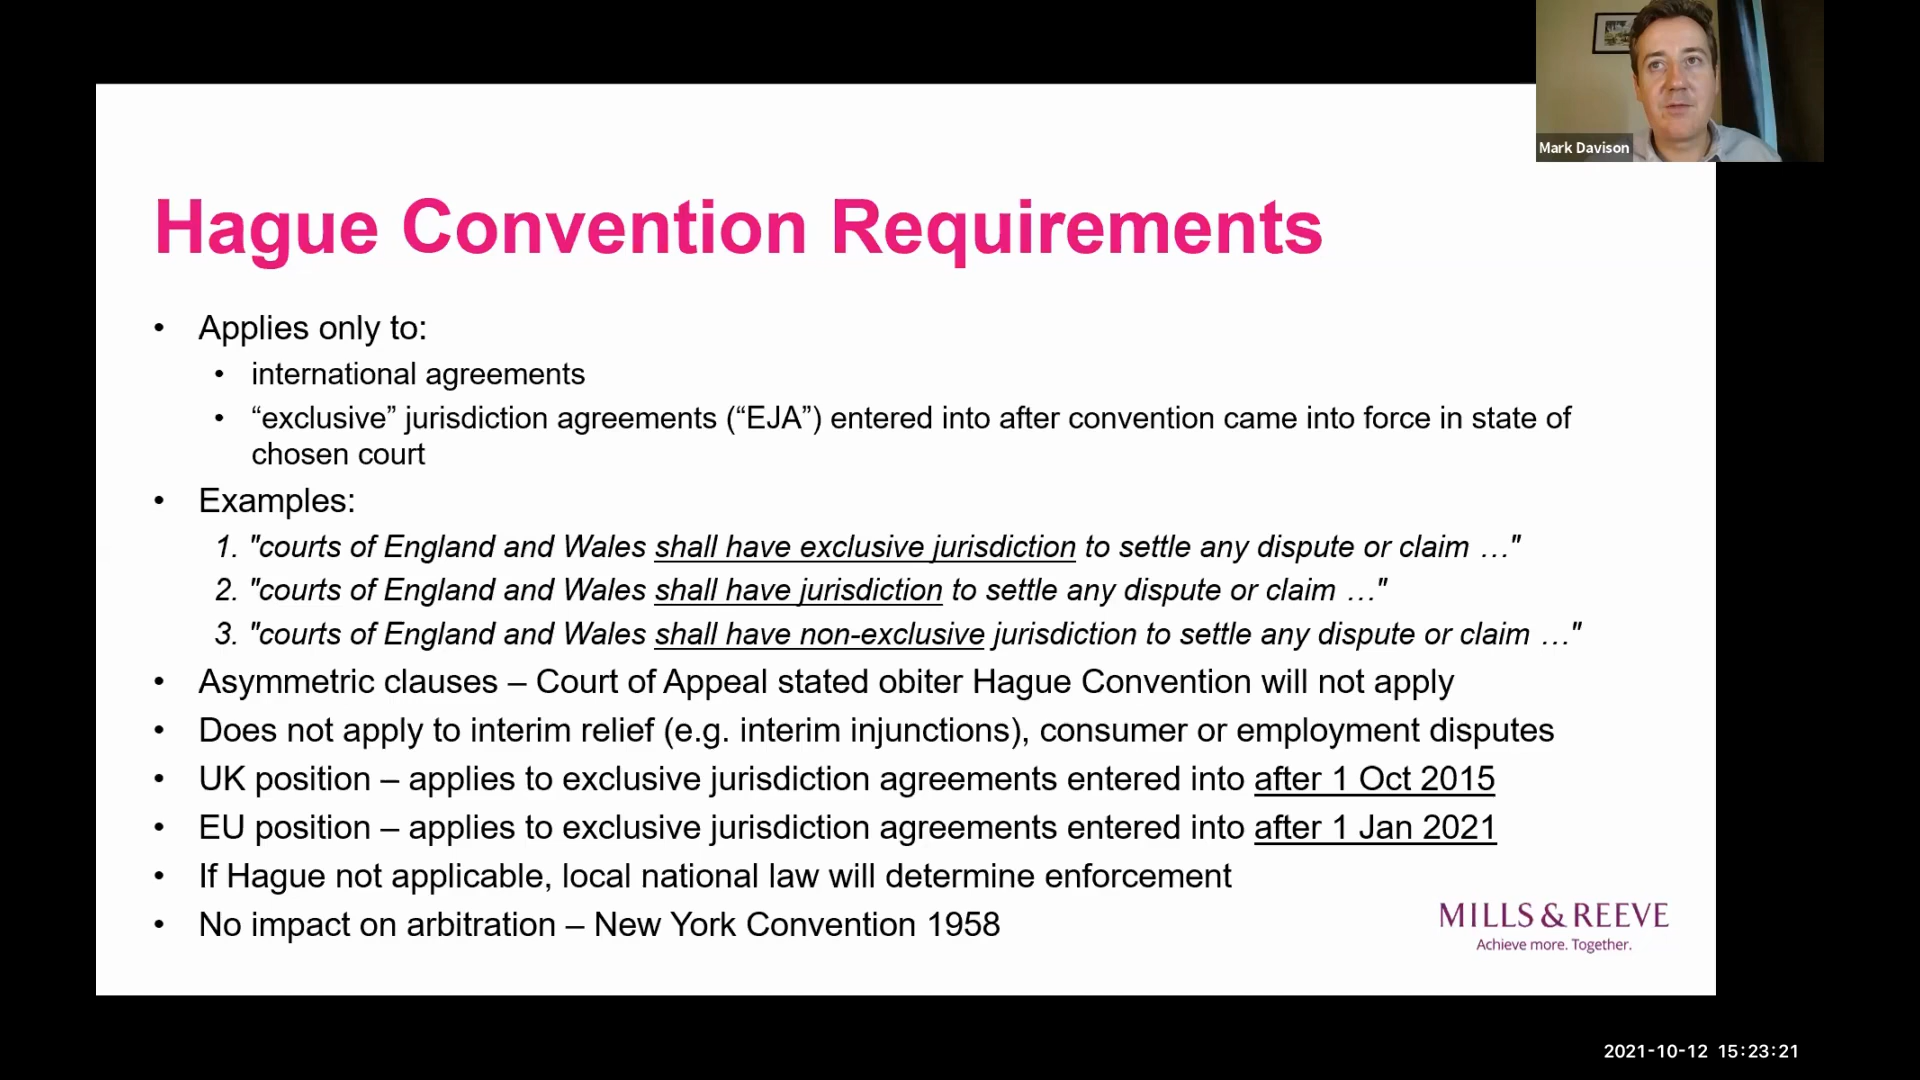 Mark Davison
Hague Convention Requirements
• Applies only to:
• international agreements
• “exclusive” jurisdiction agreements (“EJA”) entered into after convention came into force in state of
chosen court
• Examples:
1. "courts of England and Wales shall have exclusive jurisdiction to settle any dispute or claim …"
2. "courts of England and Wales shall have jurisdiction to settle any dispute or claim …"
3. "courts of England and Wales shall have non-exclusive jurisdiction to settle any dispute or claim …"
• Asymmetric clauses – Court of Appeal stated obiter Hague Convention will not apply
• Does not apply to interim relief (e.g. interim injunctions), consumer or employment disputes
• UK position – applies to exclusive jurisdiction agreements entered into after 1 Oct 2015
• EU position – applies to exclusive jurisdiction agreements entered into after 1 Jan 2021
• If Hague not applicable, local national law will determine enforcement
• No impact on arbitration – New York Convention 1958
MILLS & REEVE
Achieve more. Together.
2021-10-12 15:23:21